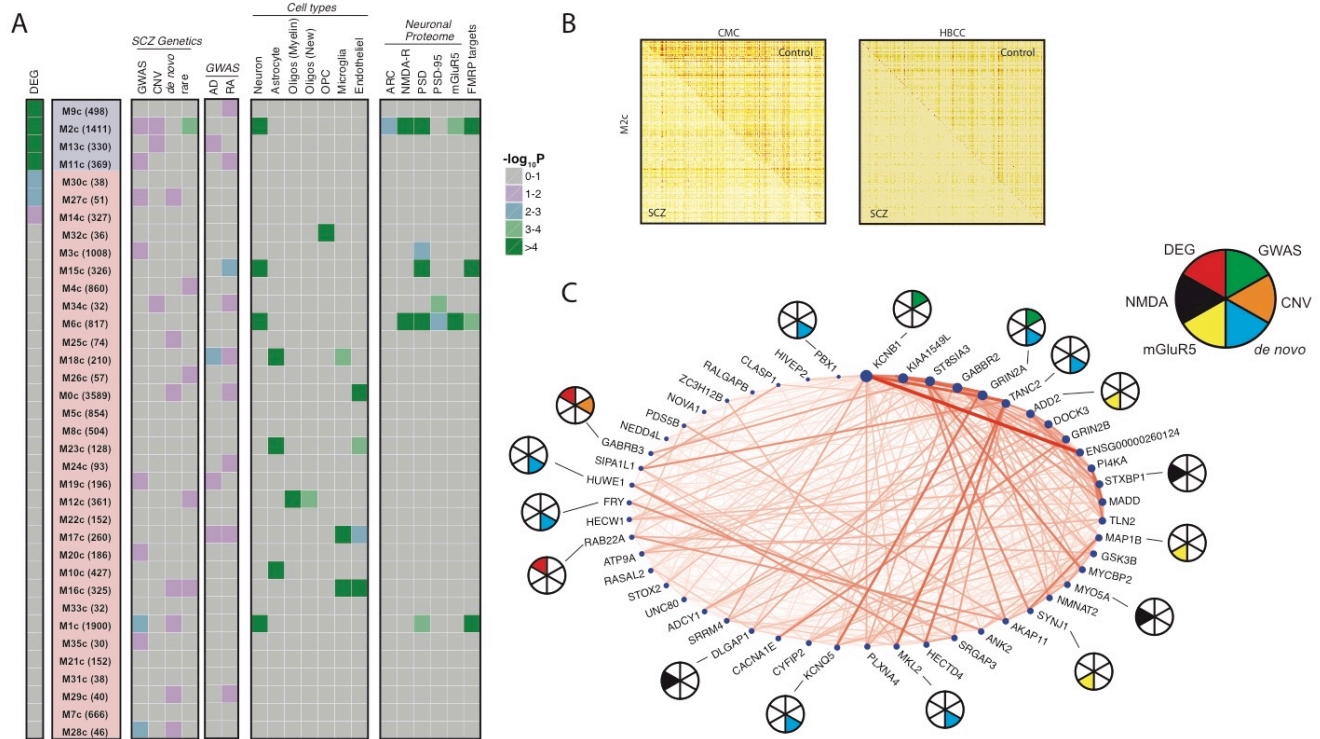 A
SCZ Genetics
GWAS
Cell types
Neuronal
Proteome
DEG
GWAS
CNV
de novo
rare
AD
RA
Neuron
Astrocyte
Oligos (Myelin)
Oligos (New)
OPC
Microglia
Endotheliel
ARC
NMDA-R
PSD
PSD-95
mGluR5
FMRP targets
M9c (498)
M2c (1411)
M13c (330)
M11c (369)
M30c (38)
M27c (51)
M14c (327)
M32c (36)
M3c (1008)
M15c (326)
M4c (860)
M34c (32)
M6c (817)
M25c (74)
M18c (210)
M26c (57)
M0c (3589)
M5c (854)
M8c (504)
M23c (128)
M24c (93)
M19c (196)
M12c (361)
M22c (152)
M17c (260)
M20c (186)
M10c (427)
M16c (325)
M33c (32)
M1c (1900)
M35c (30)
M21c (152)
M31c (38)
M29c (40)
M7c (666)
M28c (46)
-log10P
0-1
1-2
2-3
3-4
>4
B
CMC
HBCC
M2c
Control
SCZ
Control
SCZ
DEG
GWAS
NMDA
CNV
mGluR5
de novo
C
KCNB1
KIAA1549L
ST8SIA3
GABBR2
GRIN2A
TANC2
ADD2
DOCK3
GRIN2B
ENSG00000260124
PI4KA
STXBP1
MADD
TLN2
MAP1B
GSK3B
MYCBP2
MYO5A
NMNAT2
SYNJ1
AKAP11
ANK2
SRGAP3
HECTD4
MKL2
PLXNA4
KCNQ5
CYFIP2
CACNA1E
DLGAP1
SRRM4
ADCY1
UNC80
STOX2
RASAL2
ATP9A
RAB22A
HECW1
FRY
HUWE1
SIPA1L1
GABRB3
NEDD4L
PDS5B
NOVA1
ZC3H12B
RALGAPB
CLASP1
HIVEP2
PBX1